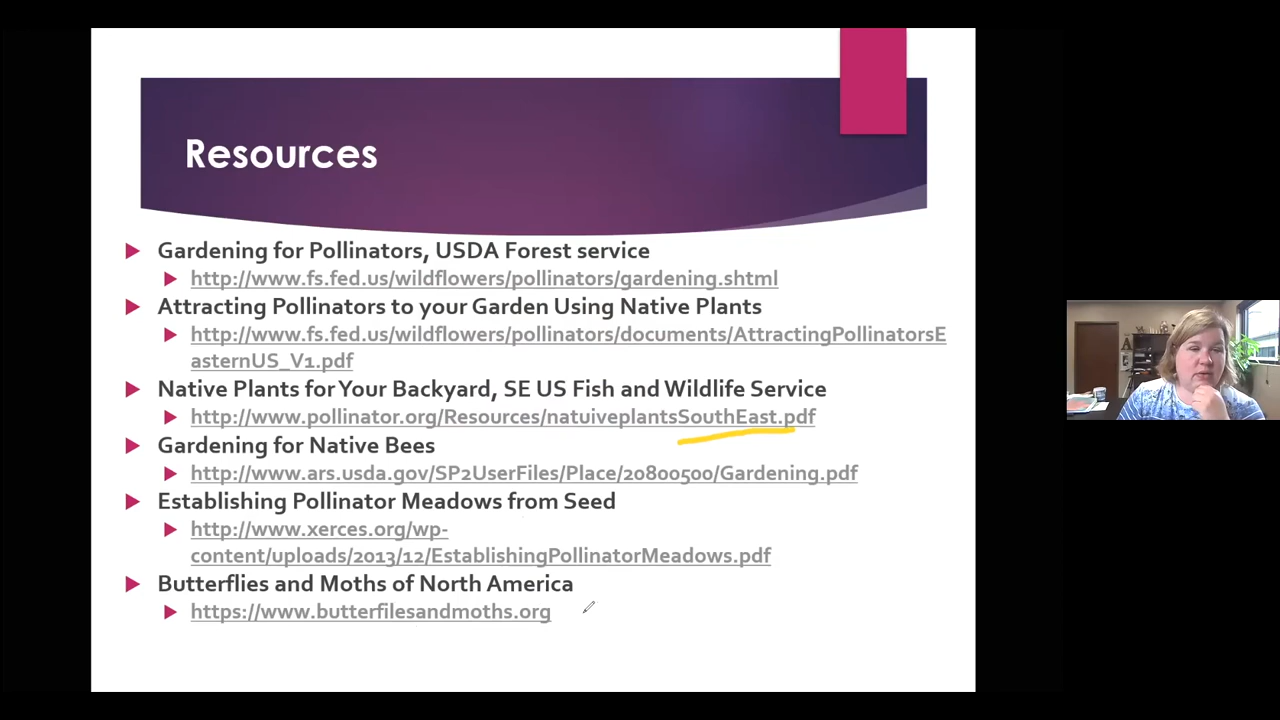 Resources
Gardening for Pollinators, USDA Forest service
http://www.fs.fed.us/wildflowers/pollinators/gardening.shtml
Attracting Pollinators to your Garden Using Native Plants
http://www.fs.fed.us/wildflowers/pollinators/documents/AttractingPollinatorsE
asternUS_V1.pdf
Native Plants for Your Backyard, SE US Fish and Wildlife Service
http://www.pollinator.org/Resources/natuiveplantsSouthEast.pdf
Gardening for Native Bees
http://www.ars.usda.gov/SP2UserFiles/Place/20800500/Gardening.pdf
Establishing Pollinator Meadows from Seed
http://www.xerces.org/wp-
content/uploads/2013/12/EstablishingPollinatorMeadows.pdf
Butterflies and Moths of North America
https://www.butterfilesandmoths.org
A